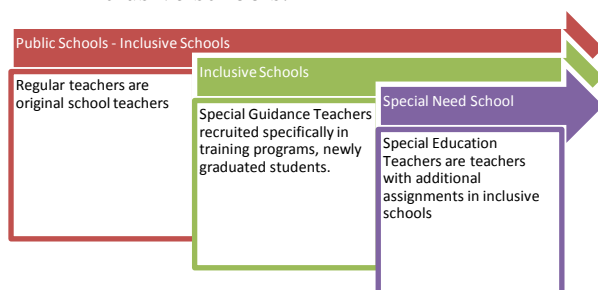 Public Schools - Inclusive Schools
Regular teachers are
original school teachers
Inclusive Schools
Special Guidance Teachers
recruited specifically in
training programs, newly
graduated students.
Special Need School
Special Education
Teachers are teachers
with additional
assignments in inclusive
schools